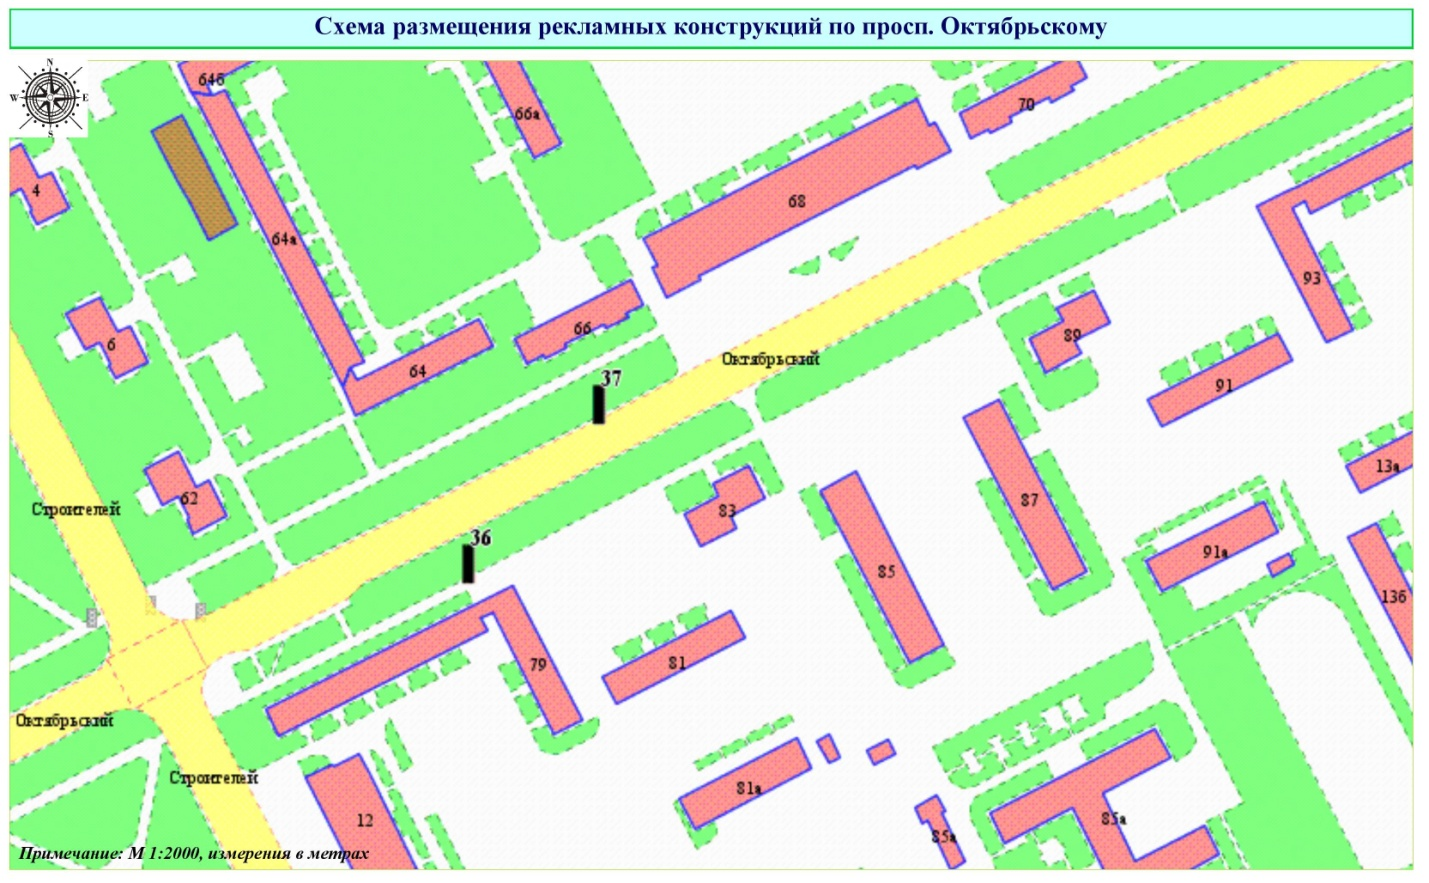 Схема размещения рекламных конструкций по просп. Октябрьскому
N
W E
S
64б
66а
70
4
68
64а
93
66
6
89
Октябрьский
64
37
91
13а
62
87
Строителей
83
36
91а
85
13б
79
81
Октябрьский
Строителей
81а
12
85а
85а
Примечание: М 1:2000, измерения в метрах